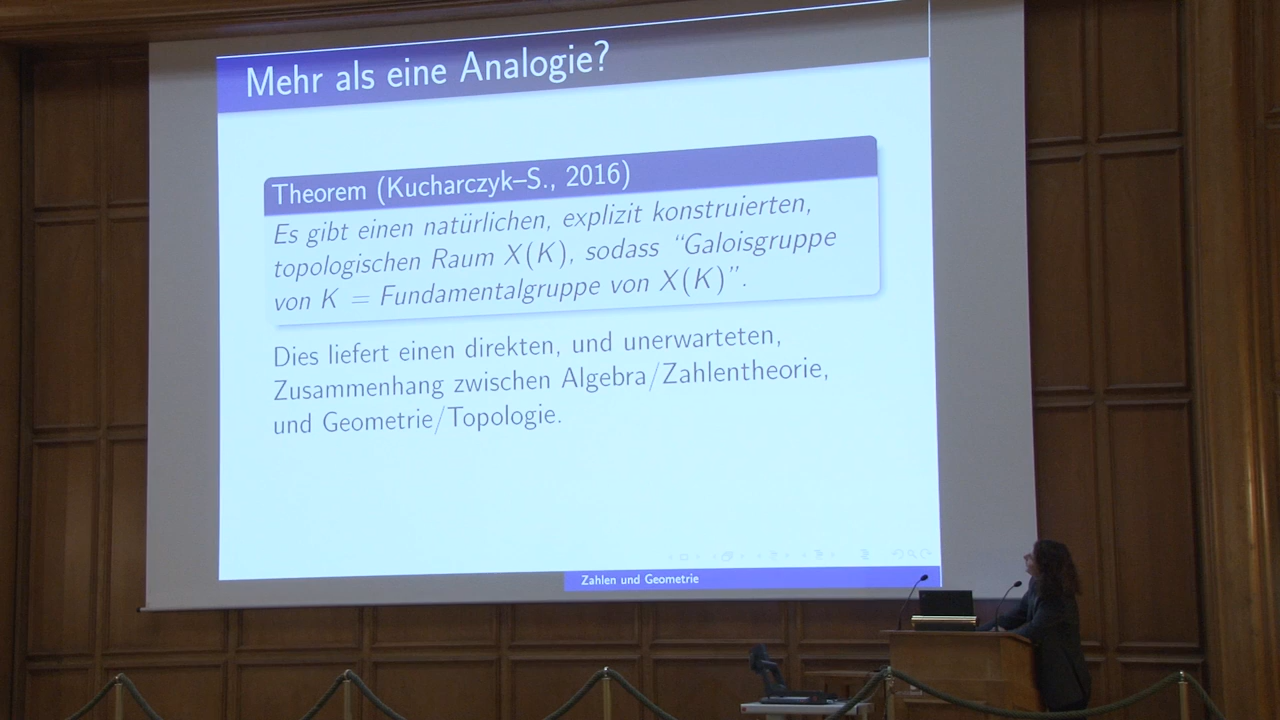 Mehr als eine Analogie?
Theorem (Kucharczyk–S., 2016)
Es gibt einen natürlichen, explizit konstruierten,
topologischen Raum X(K), sodass “Galoisgruppe
von K = Fundamentalgruppe von X(K)”.
Dies liefert einen direkten, und unerwarteten,
Zusammenhang zwischen Algebra/Zahlentheorie,
und Geometrie/Topologie.
Zahlen und Geometrie